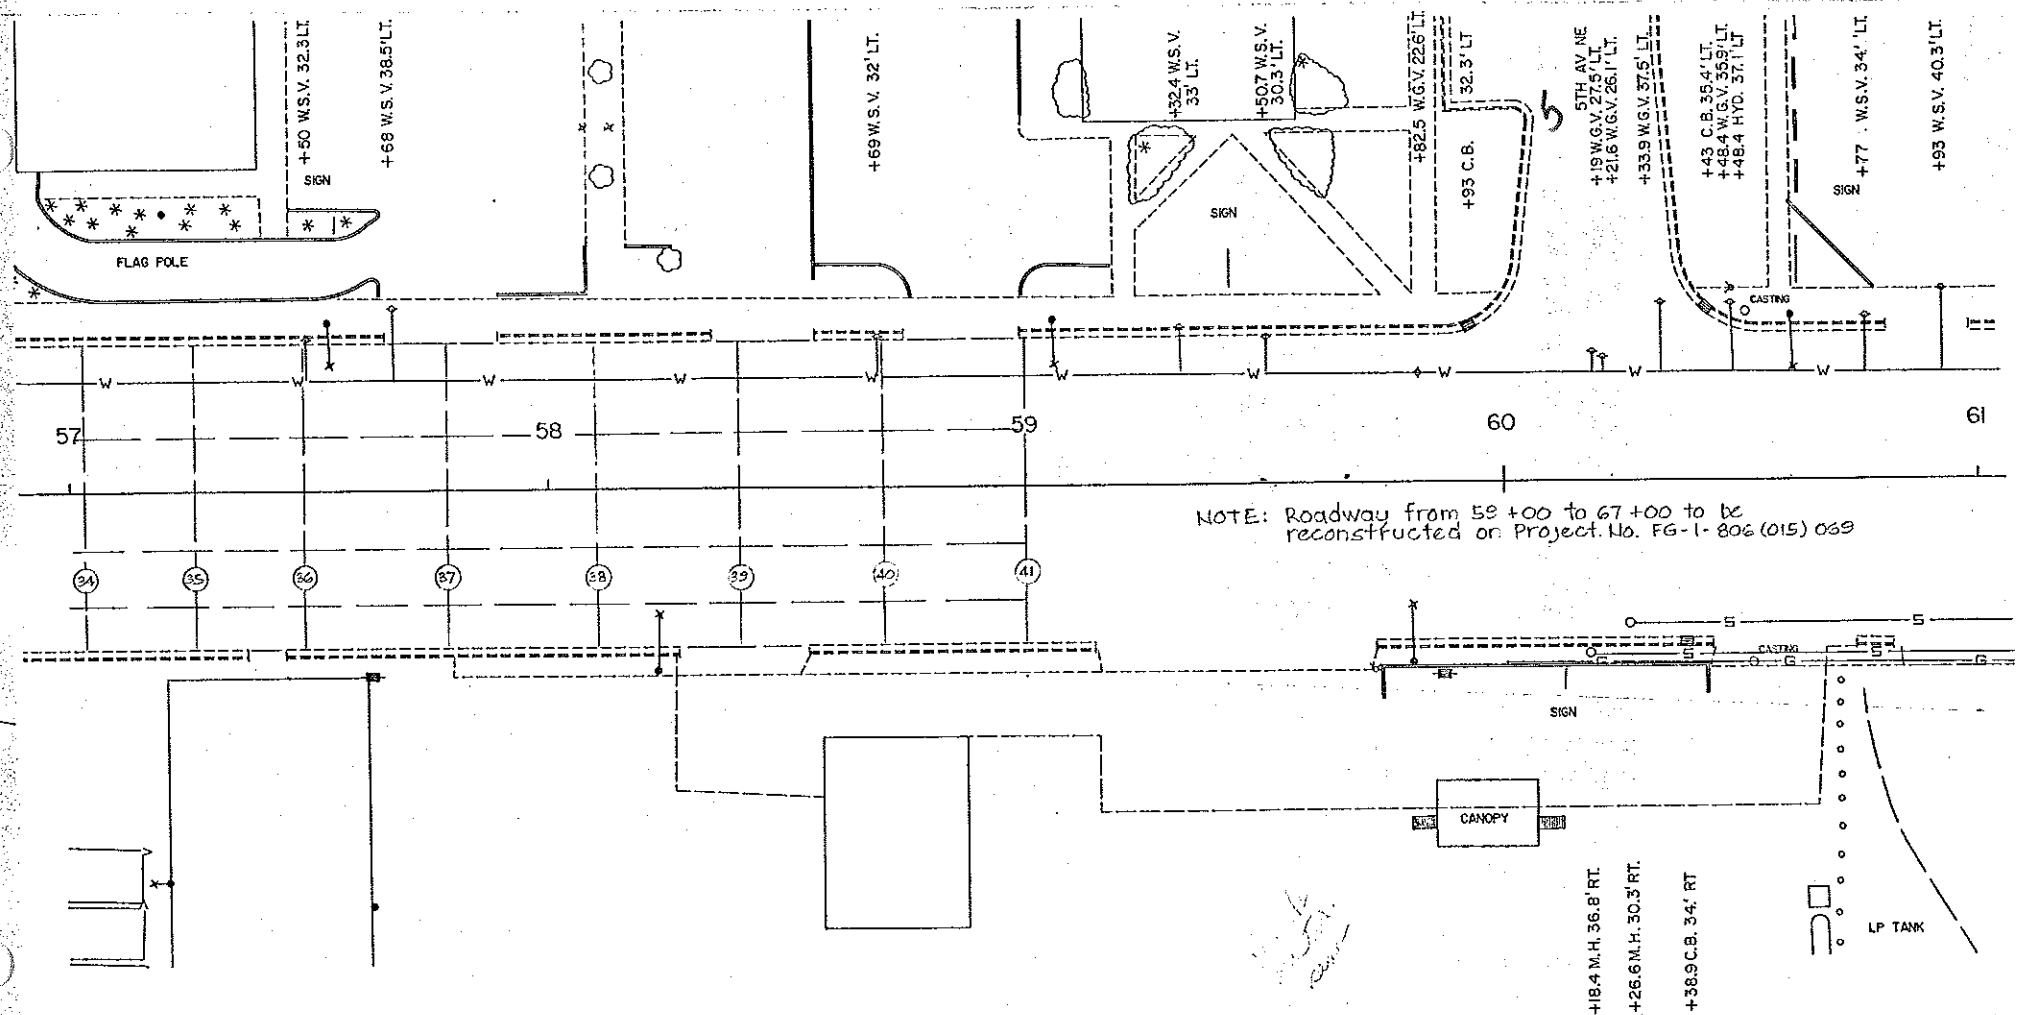 +50 W.S.V. 32.3 LT.
+68 W.S.V. 38.5' LT.
+69 W.S.V. 32' LT.
+32.4 W.S.V.
33' LT.
+50.7 W.S.V.
30.3' LT.
+82.5 W.G.V. 22.6' LT.
+93 C.B. 32.3' LT
5TH AV NE
+19 W.G.V. 27.5' LT.
+21.6 W.G.V. 26.1' LT.
+33.9 W.G.V. 37.5' LT.
+43 C.B. 35.4' LT.
+48.4 W.G.V. 35.9' LT.
+48.4 HYD. 37.1' LT
+77 . W.S.V. 34.' LT.
+93 W.S.V. 40.3' LT.
SIGN
SIGN
SIGN
FLAG POLE
CASTING
W W W W W W W W W W
57 58 59 60 61
NOTE: Roadway from 59 +00 to 67 +00 to be
reconstructed on Project. No. FG-1-806 (015) 069
34 35 36 37 38 39 40 41
S S
CASTING
S S
G G G
SIGN
CANOPY
LP TANK
+18.4 M.H. 36.8' RT.
+26.6 M.H. 30.3' RT.
+38.9 C.B. 34.' RT